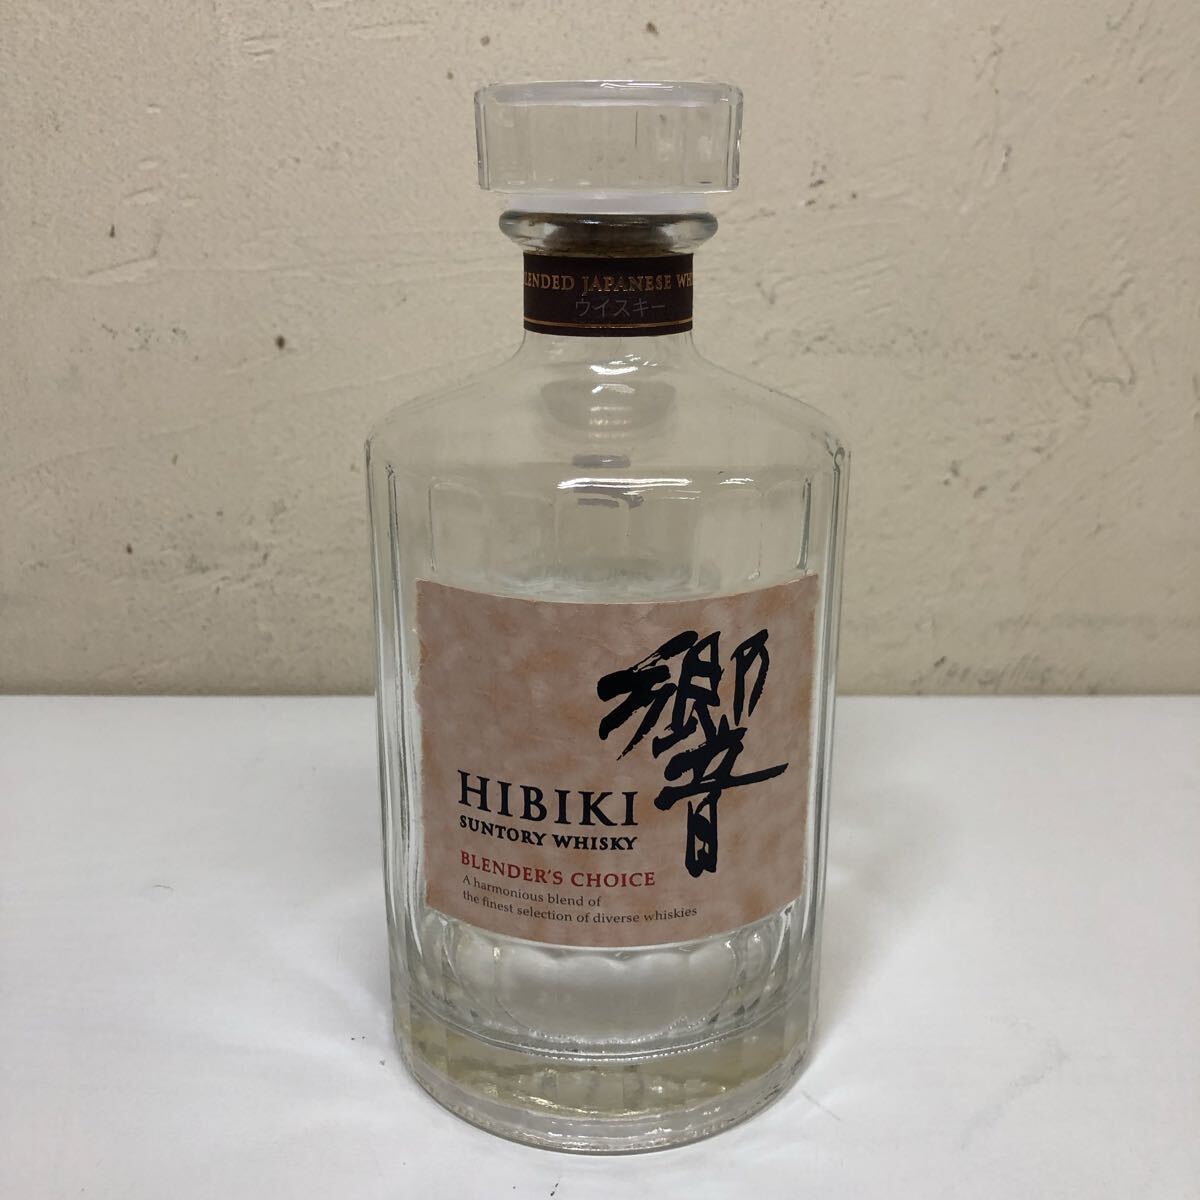 BLENDED JAPANESE WH
ウイスキー
響
HIBIKI
SUNTORY WHISKY
BLENDER'S CHOICE
A harmonious blend of
the finest selection of diverse whiskies